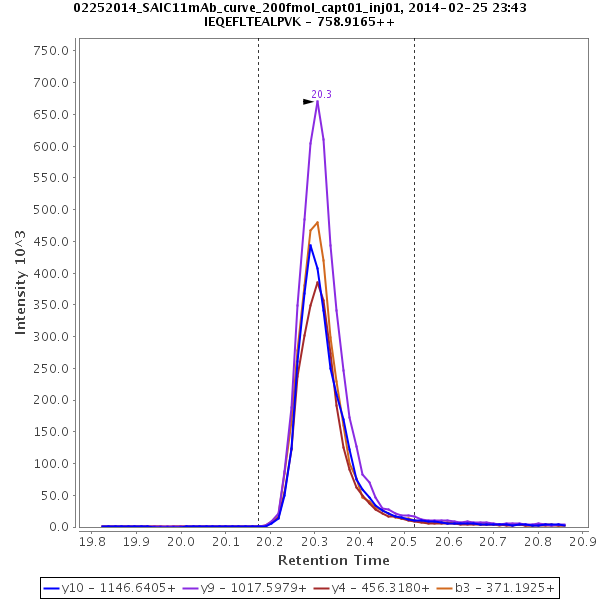 02252014_SAIC11mAb_curve_200fmol_capt01_inj01, 2014-02-25 23:43
IEQEFLTEALPVK - 758.9165++
Intensity 10^3
750.0
700.0
650.0
600.0
550.0
500.0
450.0
400.0
350.0
300.0
250.0
200.0
150.0
100.0
50.0
0.0
20.3
19.8 19.9 20.0 20.1 20.2 20.3 20.4 20.5 20.6 20.7 20.8 20.9
Retention Time
y10 - 1146.6405+ y9 - 1017.5979+ y4 - 456.3180+ b3 - 371.1925+